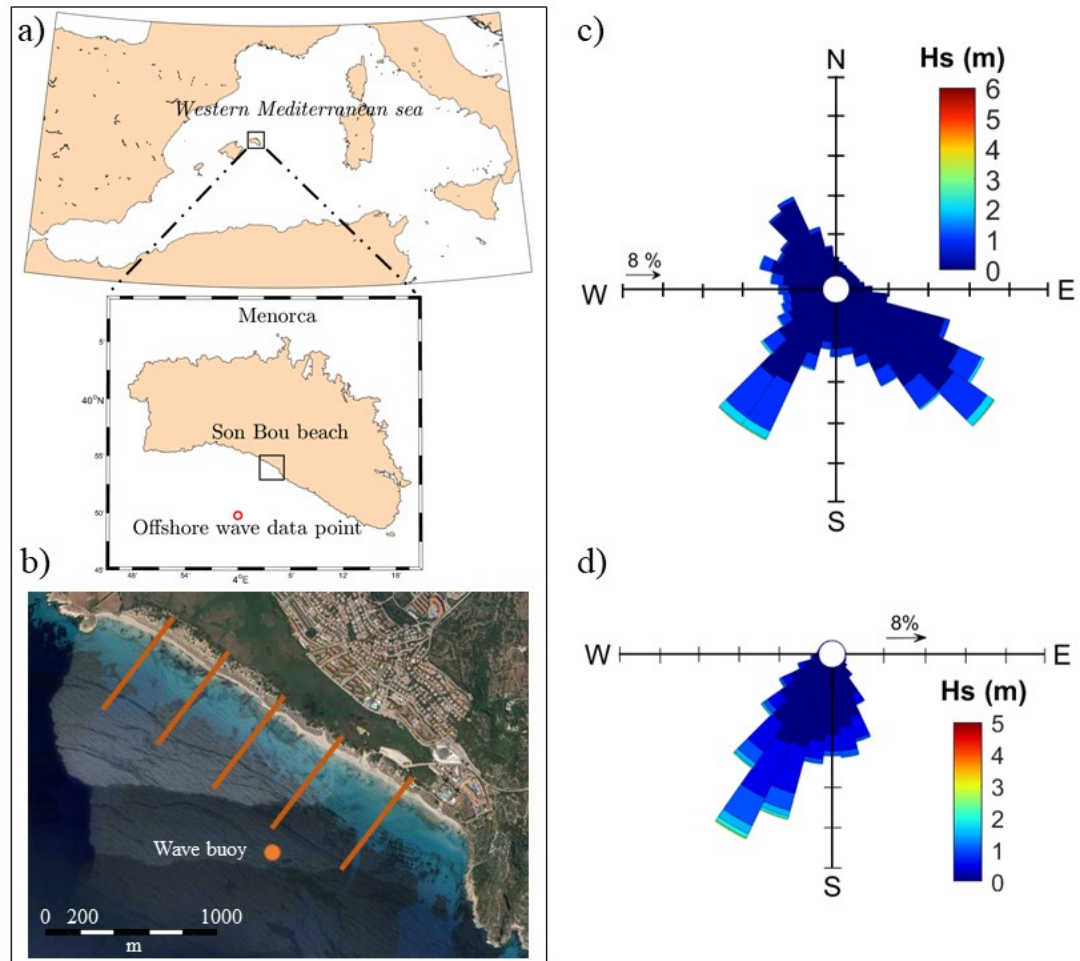 a)
Western Mediterranean sea
Menorca
5'
40°N
Son Bou beach
55'
Offshore wave data point
50'
45'
48'
54'
4°E
6'
12'
18'
b)
Wave buoy
0 200 1000
m
c)
N
Hs (m)
6
5
4
3
2
1
0
8 %
W
E
S
d)
8%
W
E
Hs (m)
5
4
3
2
1
0
S